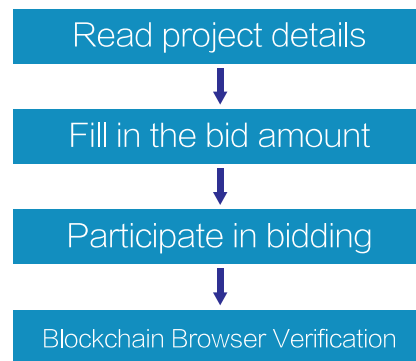 Read project details
Fill in the bid amount
Participate in bidding
Blockchain Browser Verification